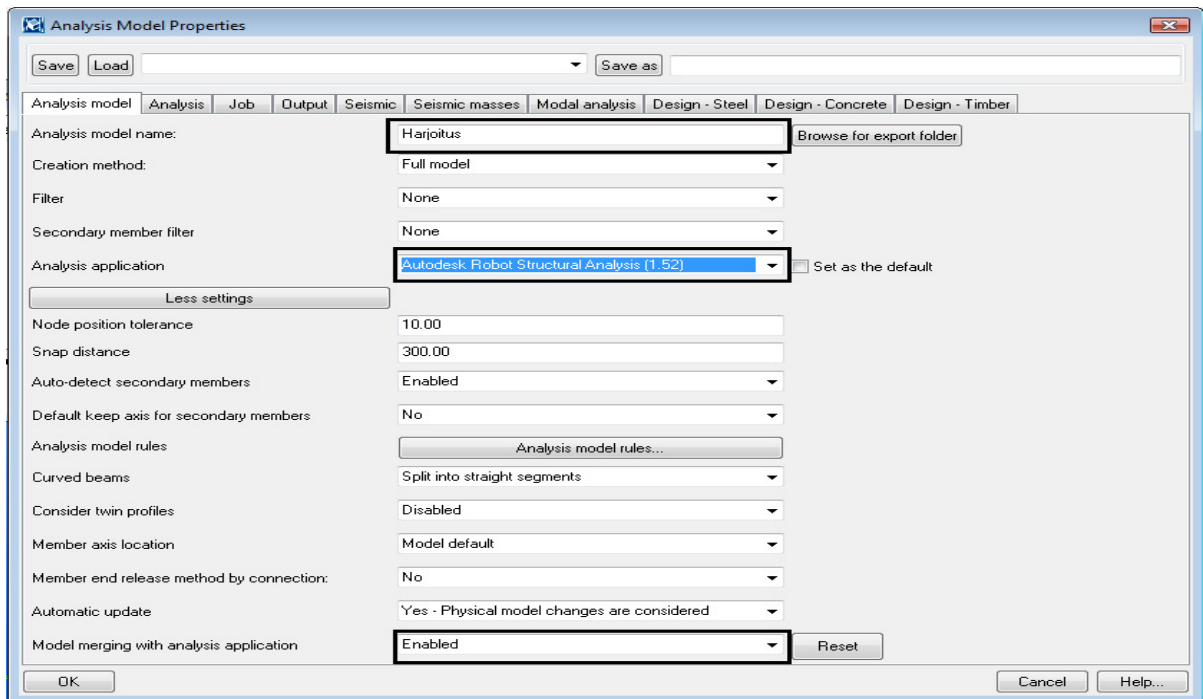 Analysis Model Properties
Save Load Save as
Analysis model Analysis Job Output Seismic Seismic masses Modal analysis Design - Steel Design - Concrete Design - Timber
Analysis model name: Harjoitus Browse for export folder
Creation method: Full model
Filter None
Secondary member filter None
Analysis application Autodesk Robot Structural Analysis (1.52) Set as the default
Less settings
Node position tolerance 10.00
Snap distance 300.00
Auto-detect secondary members Enabled
Default keep axis for secondary members No
Analysis model rules Analysis model rules...
Curved beams Split into straight segments
Consider twin profiles Disabled
Member axis location Model default
Member end release method by connection: No
Automatic update Yes - Physical model changes are considered
Model merging with analysis application Enabled Reset
OK Cancel Help...